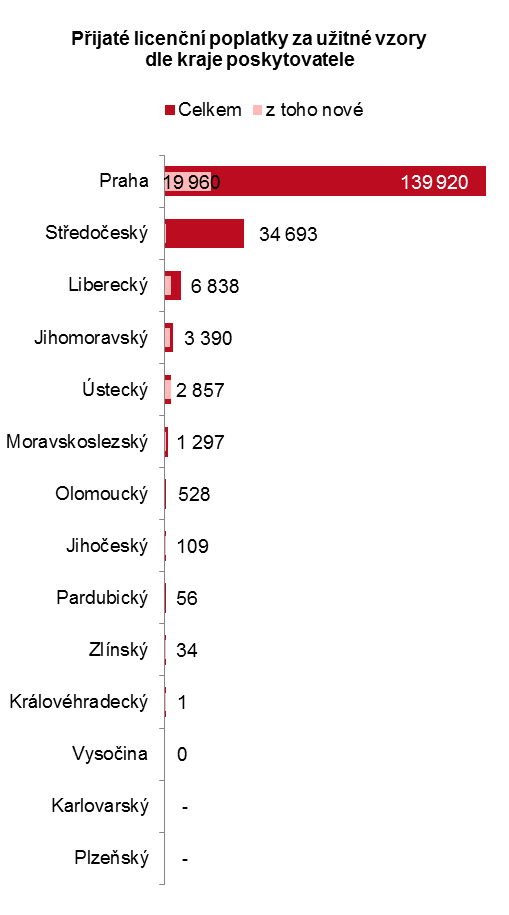 Přijaté licenční poplatky za užitné vzory
dle kraje poskytovatele
Celkem z toho nové
Praha 19 960 139 920
Středočeský 34 693
Liberecký 6 838
Jihomoravský 3 390
Ústecký 2 857
Moravskoslezský 1 297
Olomoucký 528
Jihočeský 109
Pardubický 56
Zlínský 34
Královéhradecký 1
Vysočina 0
Karlovarský -
Plzeňský -